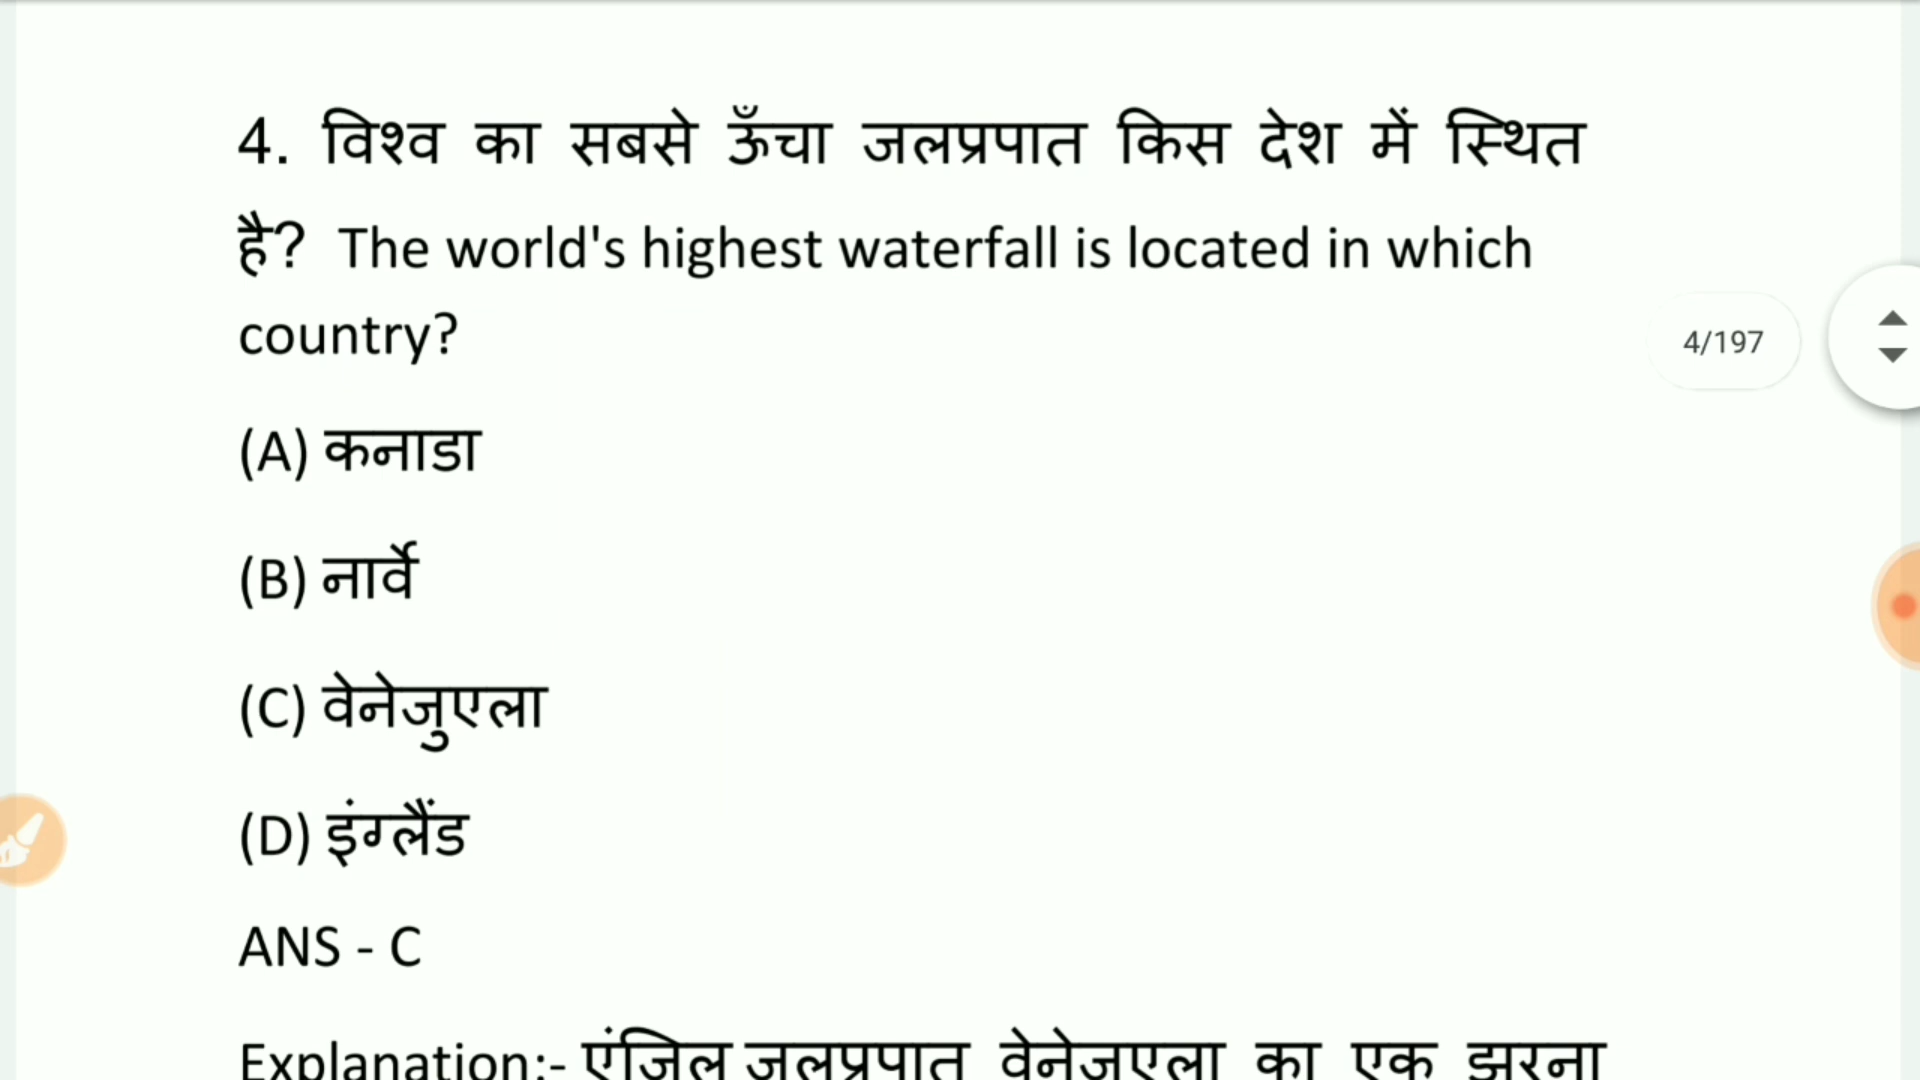 4. विश्व का सबसे ऊँचा जलप्रपात किस देश में स्थित
है? The world's highest waterfall is located in which
country?
4/197
(A) कनाडा
(B) नार्वे
(C) वेनेजुएला
(D) इंग्लैंड
ANS - C
Explanation:- एंजिल जलप्रपात वेनेजुएला का एक झरना